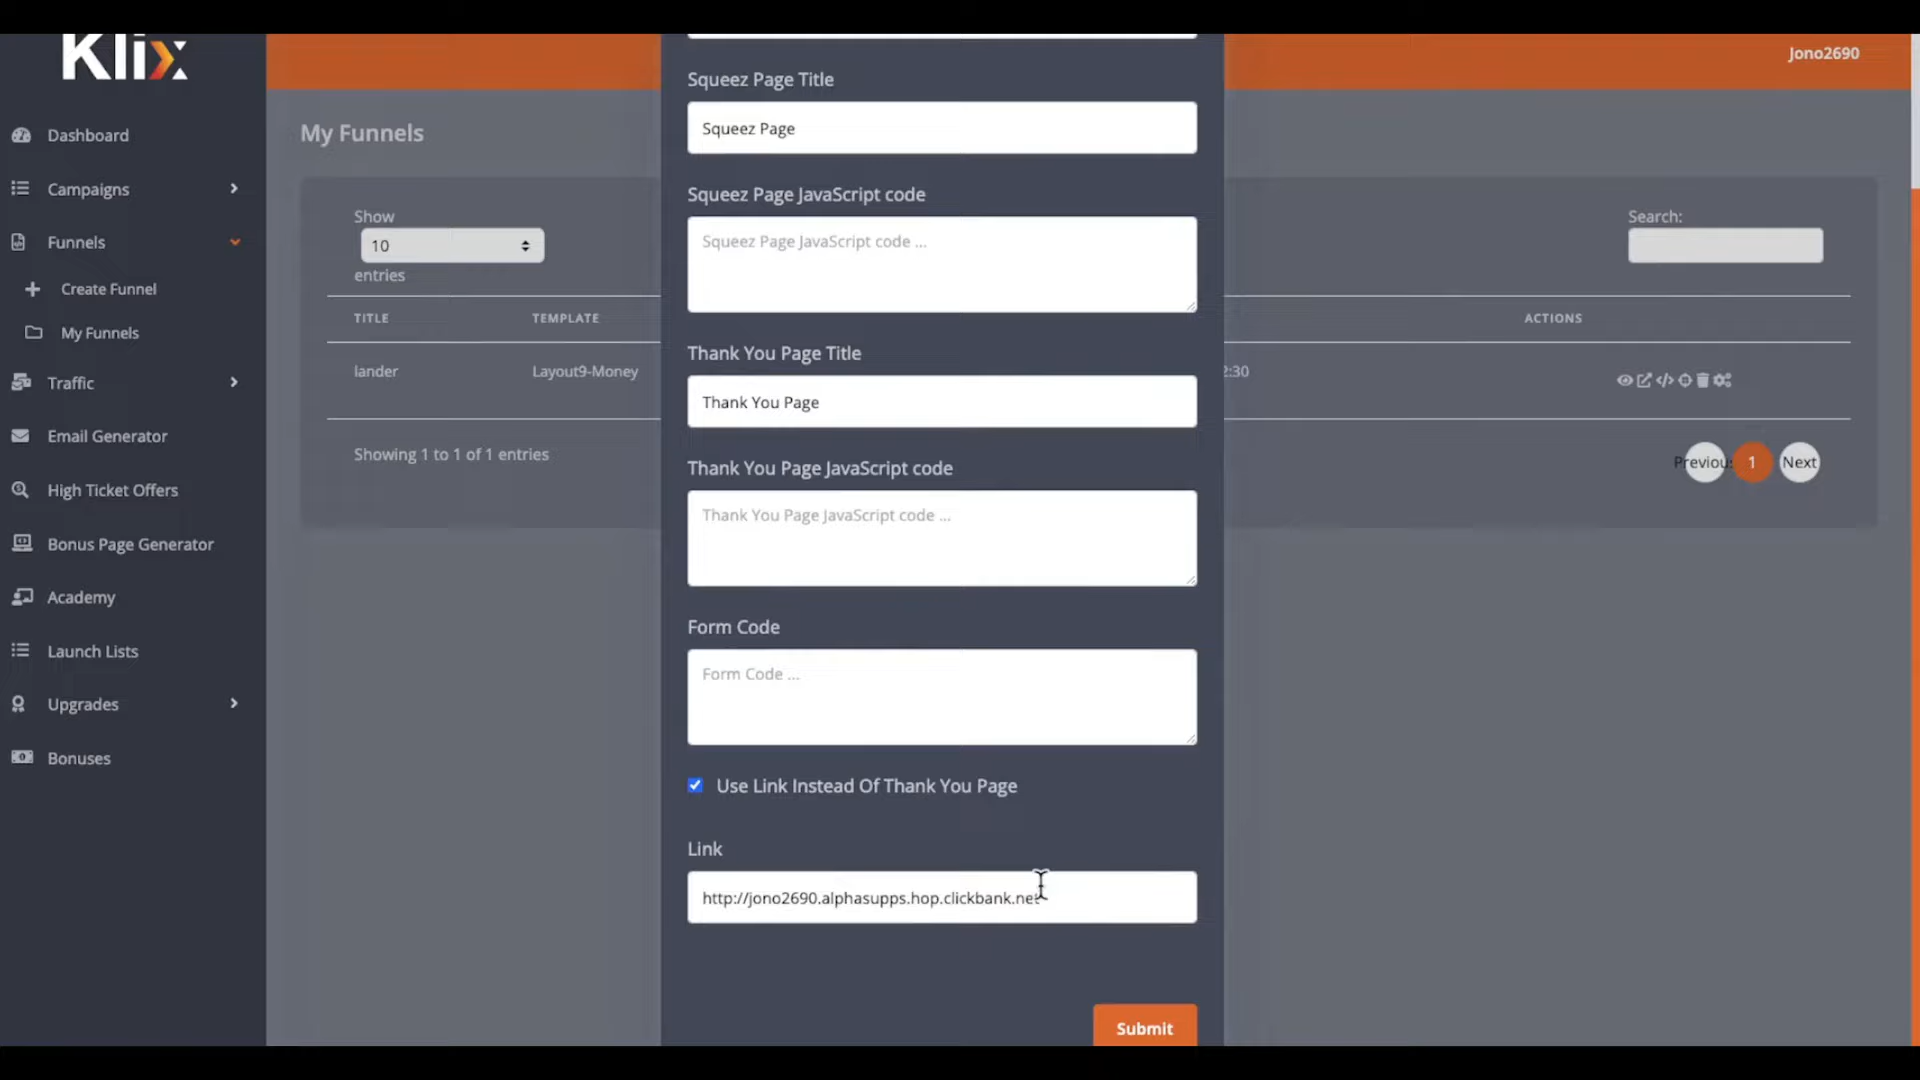 Klix
Jono2690
Dashboard
Campaigns
Funnels
Create Funnel
My Funnels
Traffic
Email Generator
High Ticket Offers
Bonus Page Generator
Academy
Launch Lists
Upgrades
Bonuses
My Funnels
Show
10
entries
Search:
TITLE
TEMPLATE
ACTIONS
lander
Layout9-Money
2:30
Showing 1 to 1 of 1 entries
Previou
1
Next
Squeez Page Title
Squeez Page
Squeez Page JavaScript code
Squeez Page JavaScript code ...
Thank You Page Title
Thank You Page
Thank You Page JavaScript code
Thank You Page JavaScript code ...
Form Code
Form Code ...
Use Link Instead Of Thank You Page
Link
http://jono2690.alphasupps.hop.clickbank.net
Submit